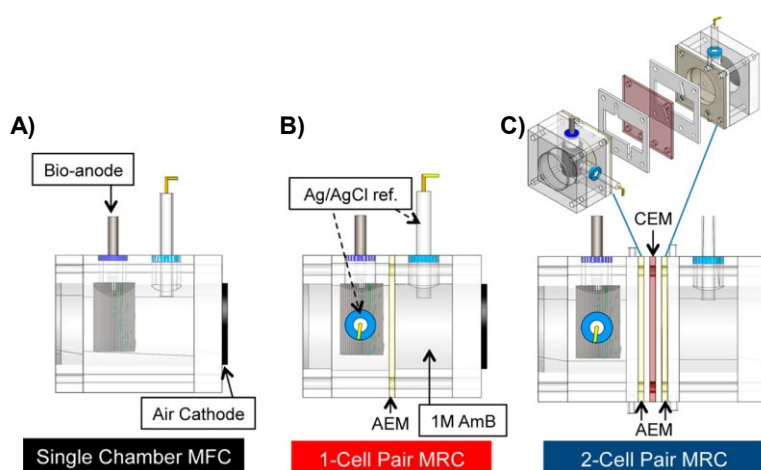 A)
B)
C)
Bio-anode
Ag/AgCl ref.
CEM
Air Cathode
AEM
1M AmB
AEM
Single Chamber MFC
1-Cell Pair MRC
2-Cell Pair MRC